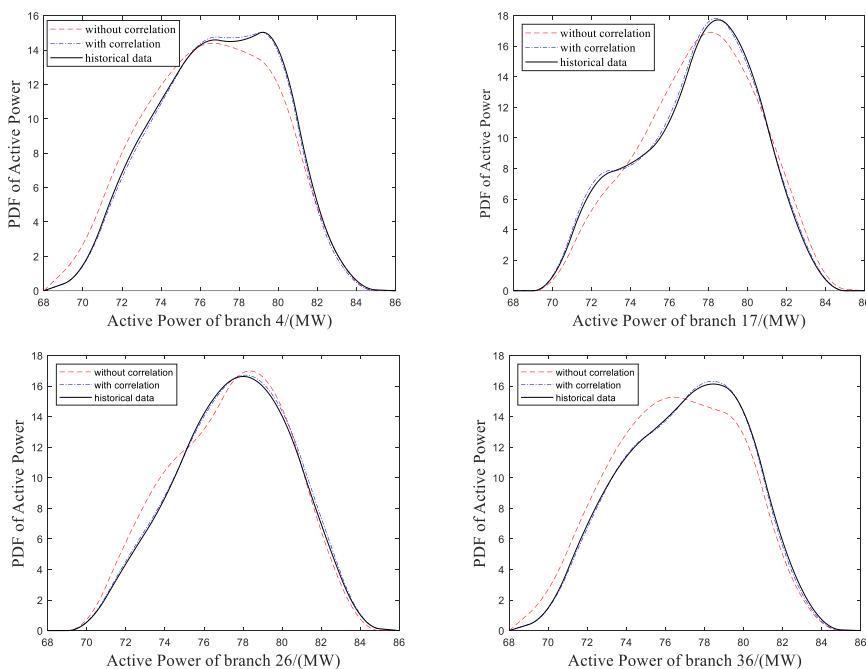 16
14
12
10
8
6
4
2
0
PDF of Active Power
without correlation
with correlation
historical data
68 70 72 74 76 78 80 82 84 86
Active Power of branch 4/(MW)
18
16
14
12
10
8
6
4
2
0
PDF of Active Power
without correlation
with correlation
historical data
68 70 72 74 76 78 80 82 84 86
Active Power of branch 17/(MW)
18
16
14
12
10
8
6
4
2
0
PDF of Active Power
without correlation
with correlation
historical data
68 70 72 74 76 78 80 82 84 86
Active Power of branch 26/(MW)
18
16
14
12
10
8
6
4
2
0
PDF of Active Power
without correlation
with correlation
historical data
68 70 72 74 76 78 80 82 84 86
Active Power of branch 36/(MW)